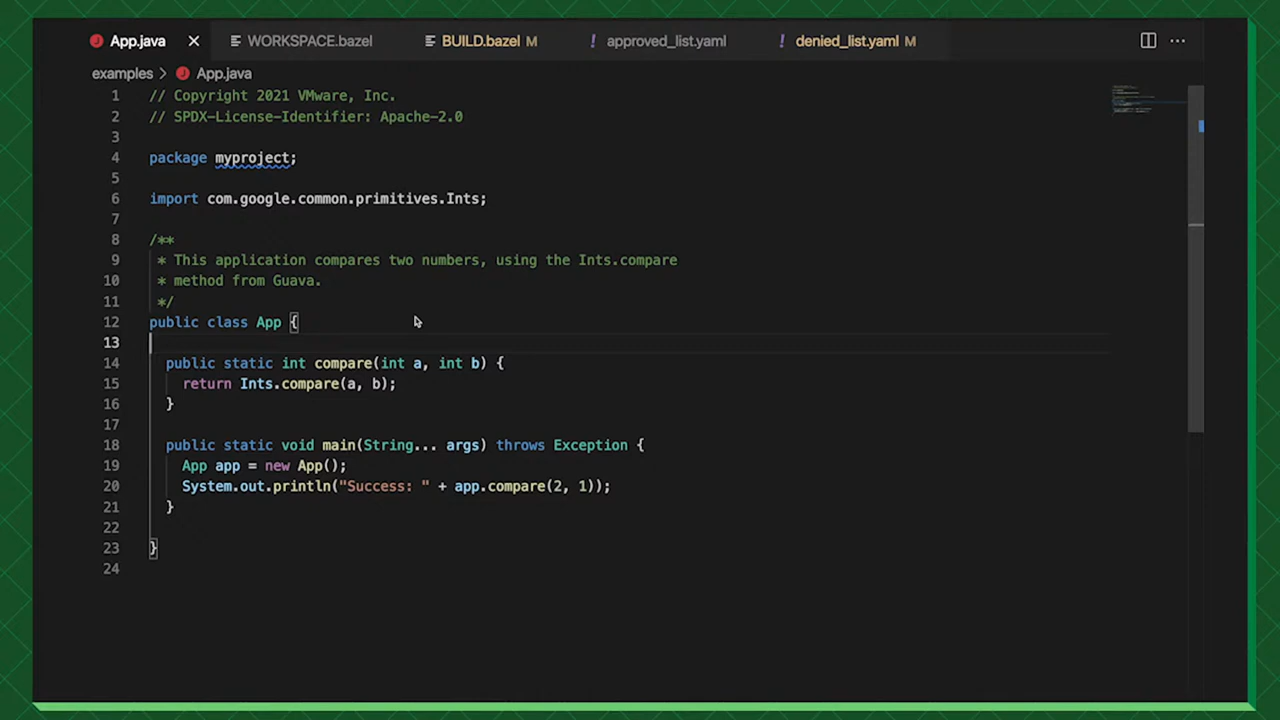 App.java
WORKSPACE.bazel
BUILD.bazel M
! approved_list.yaml
! denied_list.yaml M
examples > App.java
1 // Copyright 2021 VMware, Inc.
2 // SPDX-License-Identifier: Apache-2.0
3
4 package myproject;
5
6 import com.google.common.primitives.Ints;
7
8 /**
9 * This application compares two numbers, using the Ints.compare
10 * method from Guava.
11 */
12 public class App {
13
14 public static int compare(int a, int b) {
15 return Ints.compare(a, b);
16 }
17
18 public static void main(String... args) throws Exception {
19 App app = new App();
20 System.out.println("Success: " + app.compare(2, 1));
21 }
22
23 }
24